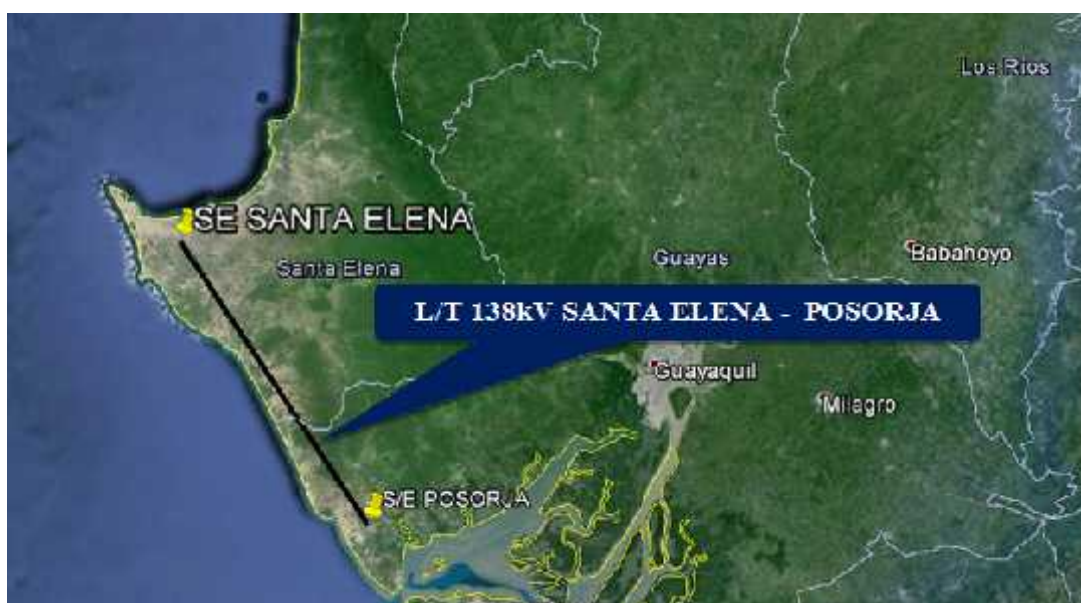 Los Rios
SE SANTA ELENA
Santa Elena
Guayas
Babahoyo
L/T 138kV SANTA ELENA - POSORJA
Guayaquil
Milagro
S/E POSORJA